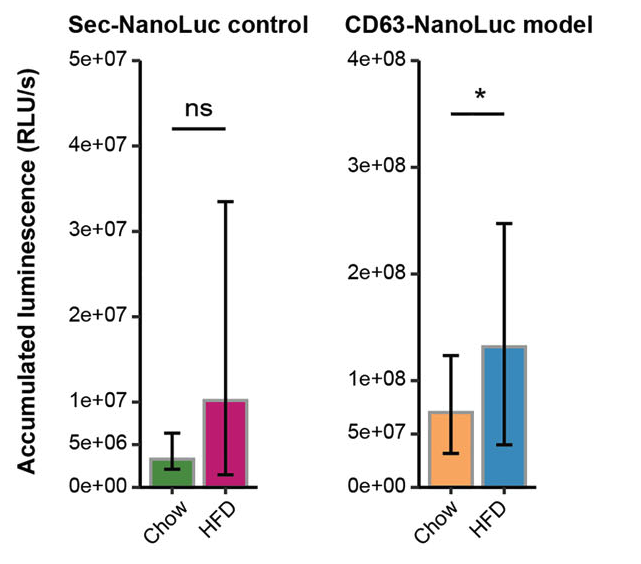 Sec-NanoLuc control
CD63-NanoLuc model
Accumulated luminescence (RLU/s)
5e+07
4e+07
3e+07
2e+07
1e+07
5e+06
0e+00
ns
Chow
HFD
4e+08
3e+08
2e+08
1e+08
5e+07
0e+00
*
Chow
HFD